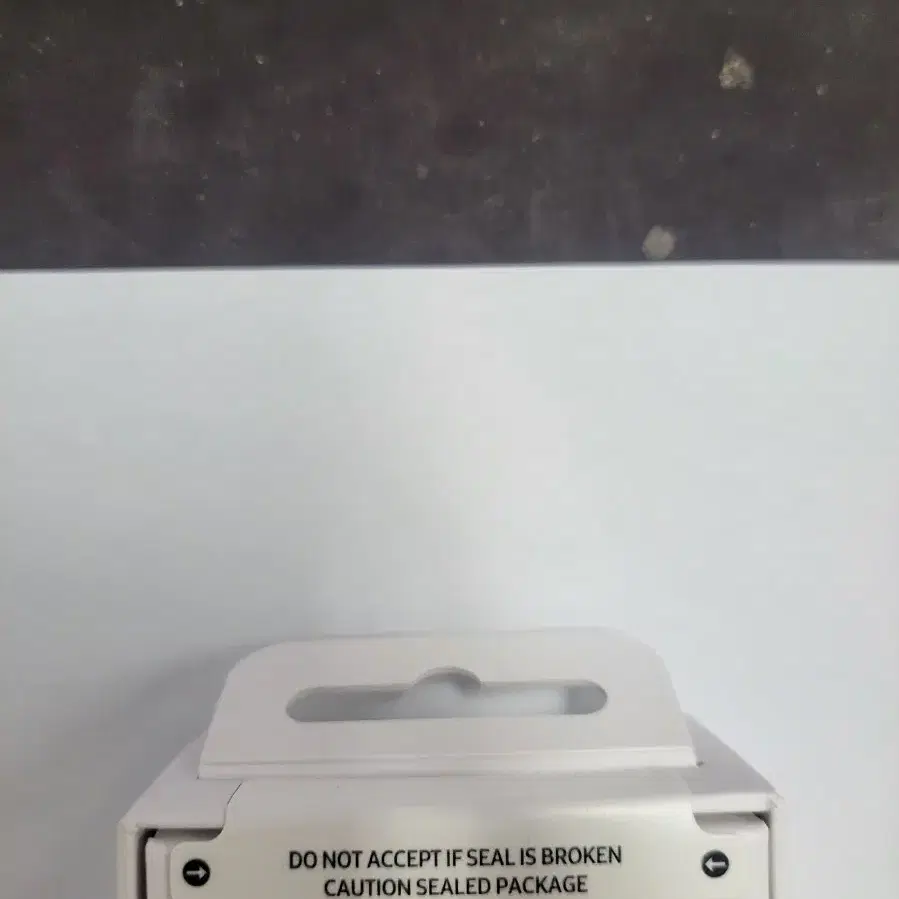 DO NOT ACCEPT IF SEAL IS BROKEN
CAUTION SEALED PACKAGE